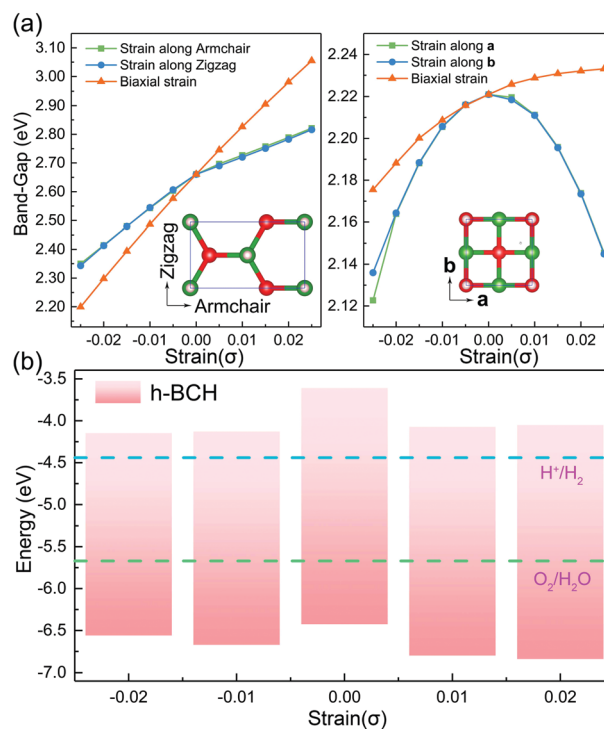 (a)
3.10
3.00
2.90
2.80
2.70
2.60
2.50
2.40
2.30
2.20
Band-Gap (eV)
Strain along Armchair
Strain along Zigzag
Biaxial strain
Zigzag
Armchair
-0.02 -0.01 0.00 0.01 0.02
Strain(σ)
2.24
2.22
2.20
2.18
2.16
2.14
2.12
Strain along a
Strain along b
Biaxial strain
b
a
-0.02 -0.01 0.00 0.01 0.02
Strain(σ)
(b)
-3.5
-4.0
-4.5
-5.0
-5.5
-6.0
-6.5
-7.0
Energy (eV)
h-BCH
H⁺/H₂
O₂/H₂O
-0.02 -0.01 0.00 0.01 0.02
Strain(σ)